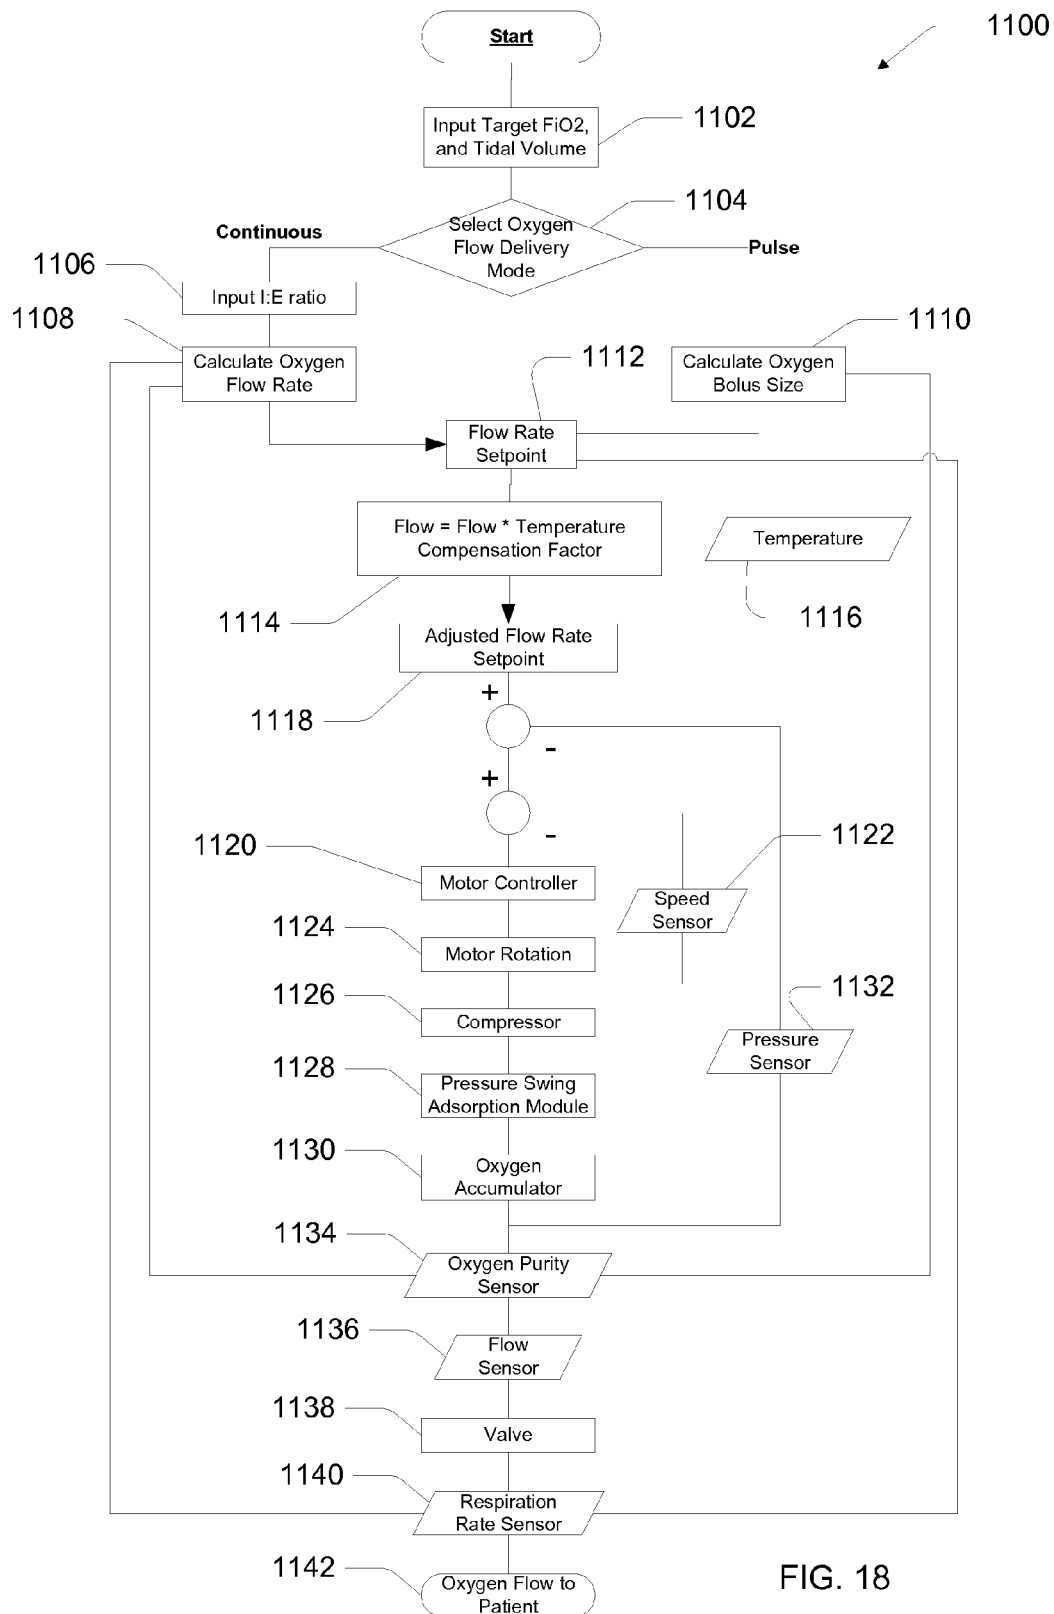 Start
1100
Input Target FiO2,
and Tidal Volume
1102
1104
Select Oxygen
Flow Delivery
Mode
Continuous
Pulse
1106
Input I:E ratio
1108
1110
Calculate Oxygen
Flow Rate
1112
Calculate Oxygen
Bolus Size
Flow Rate
Setpoint
Flow = Flow * Temperature
Compensation Factor
Temperature
1114
1116
Adjusted Flow Rate
Setpoint
1118
+
-
+
-
1120
1122
Motor Controller
Speed
Sensor
1124
Motor Rotation
1126
1132
Compressor
Pressure
Sensor
1128
Pressure Swing
Adsorption Module
1130
Oxygen
Accumulator
1134
Oxygen Purity
Sensor
1136
Flow
Sensor
1138
Valve
1140
Respiration
Rate Sensor
1142
Oxygen Flow to
Patient
FIG. 18